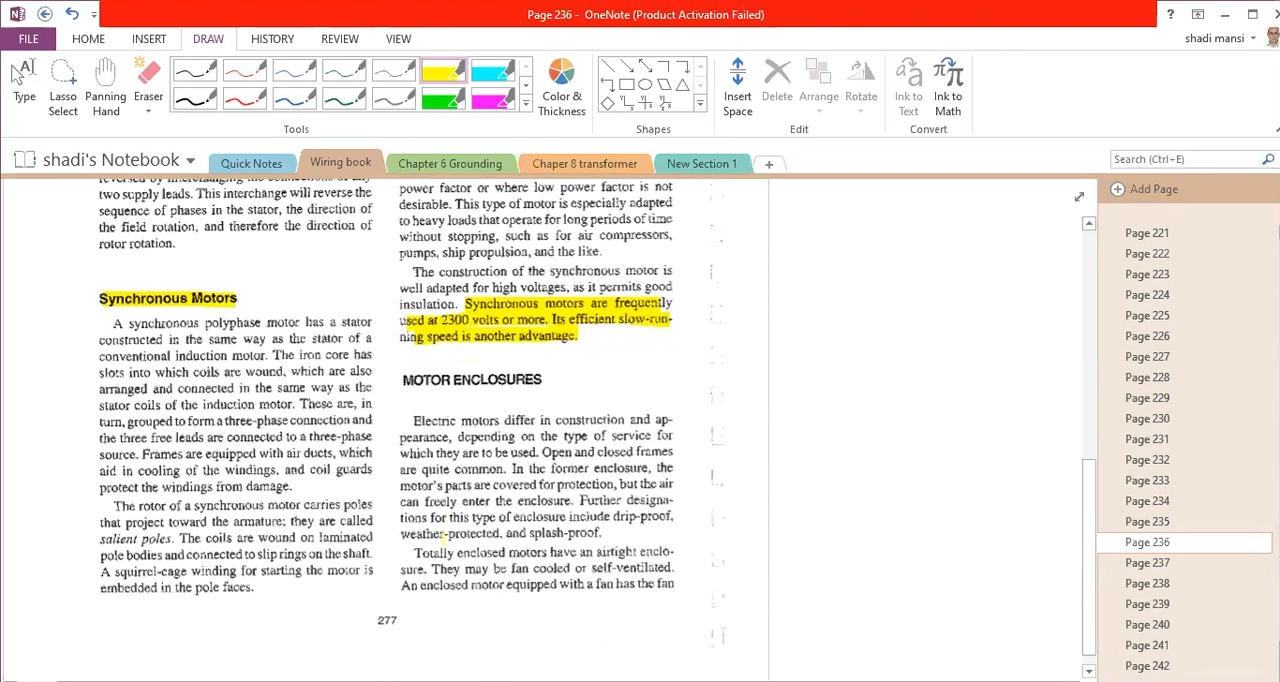 Page 236 - OneNote (Product Activation Failed)
?
FILE
HOME
INSERT
DRAW
HISTORY
REVIEW
VIEW
shadi mansi
Type
Lasso Select
Panning Hand
Eraser
Color & Thickness
Insert Space
Delete
Arrange
Rotate
Ink to Text
Ink to Math
Tools
Shapes
Edit
Convert
shadi's Notebook
Quick Notes
Wiring book
Chapter 6 Grounding
Chaper 8 transformer
New Section 1
Search (Ctrl+E)
two supply leads. This interchange will reverse the
sequence of phases in the stator, the direction of
the field rotation, and therefore the direction of
rotor rotation.
Synchronous Motors
A synchronous polyphase motor has a stator
constructed in the same way as the stator of a
conventional induction motor. The iron core has
slots into which coils are wound, which are also
arranged and connected in the same way as the
stator coils of the induction motor. These are, in
turn, grouped to form a three-phase connection and
the three free leads are connected to a three-phase
source. Frames are equipped with air ducts, which
aid in cooling of the windings, and coil guards
protect the windings from damage.
The rotor of a synchronous motor carries poles
that project toward the armature; they are called
salient poles. The coils are wound on laminated
pole bodies and connected to slip rings on the shaft.
A squirrel-cage winding for starting the motor is
embedded in the pole faces.
power factor or where low power factor is not
desirable. This type of motor is especially adapted
to heavy loads that operate for long periods of time
without stopping, such as for air compressors,
pumps, ship propulsion, and the like.
The construction of the synchronous motor is
well adapted for high voltages, as it permits good
insulation. Synchronous motors are frequently
used at 2300 volts or more. Its efficient slow-run-
ning speed is another advantage.
MOTOR ENCLOSURES
Electric motors differ in construction and ap-
pearance, depending on the type of service for
which they are to be used. Open and closed frames
are quite common. In the former enclosure, the
motor's parts are covered for protection, but the air
can freely enter the enclosure. Further designa-
tions for this type of enclosure include drip-proof,
weather-protected, and splash-proof.
Totally enclosed motors have an airtight enclo-
sure. They may be fan cooled or self-ventilated.
An enclosed motor equipped with a fan has the fan
277
Add Page
Page 221
Page 222
Page 223
Page 224
Page 225
Page 226
Page 227
Page 228
Page 229
Page 230
Page 231
Page 232
Page 233
Page 234
Page 235
Page 236
Page 237
Page 238
Page 239
Page 240
Page 241
Page 242